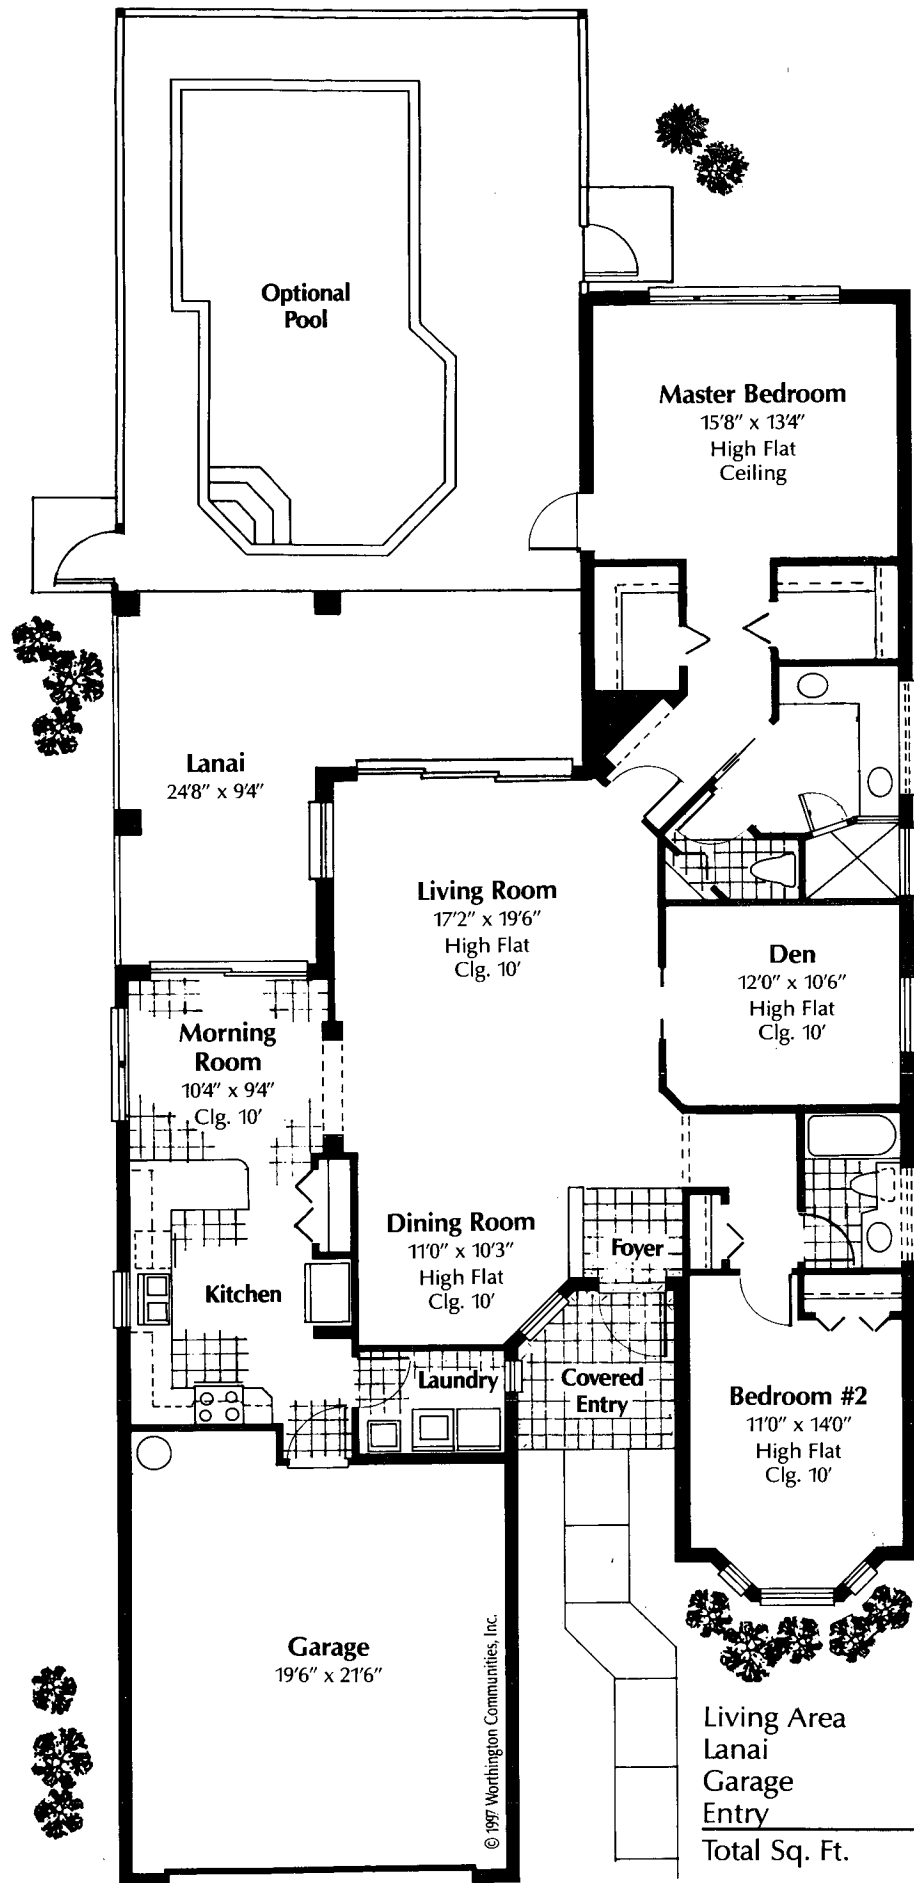 Optional
Pool
Master Bedroom
15'8" x 13'4"
High Flat
Ceiling
Lanai
24'8" x 9'4"
Living Room
17'2" x 19'6"
High Flat
Clg. 10'
Den
12'0" x 10'6"
High Flat
Clg. 10'
Morning
Room
10'4" x 9'4"
Clg. 10'
Dining Room
11'0" x 10'3"
High Flat
Clg. 10'
Foyer
Kitchen
Laundry
Covered
Entry
Bedroom #2
11'0" x 14'0"
High Flat
Clg. 10'
Garage
19'6" x 21'6"
© 1997 Worthington Communities, Inc.
Living Area
Lanai
Garage
Entry
Total Sq. Ft.